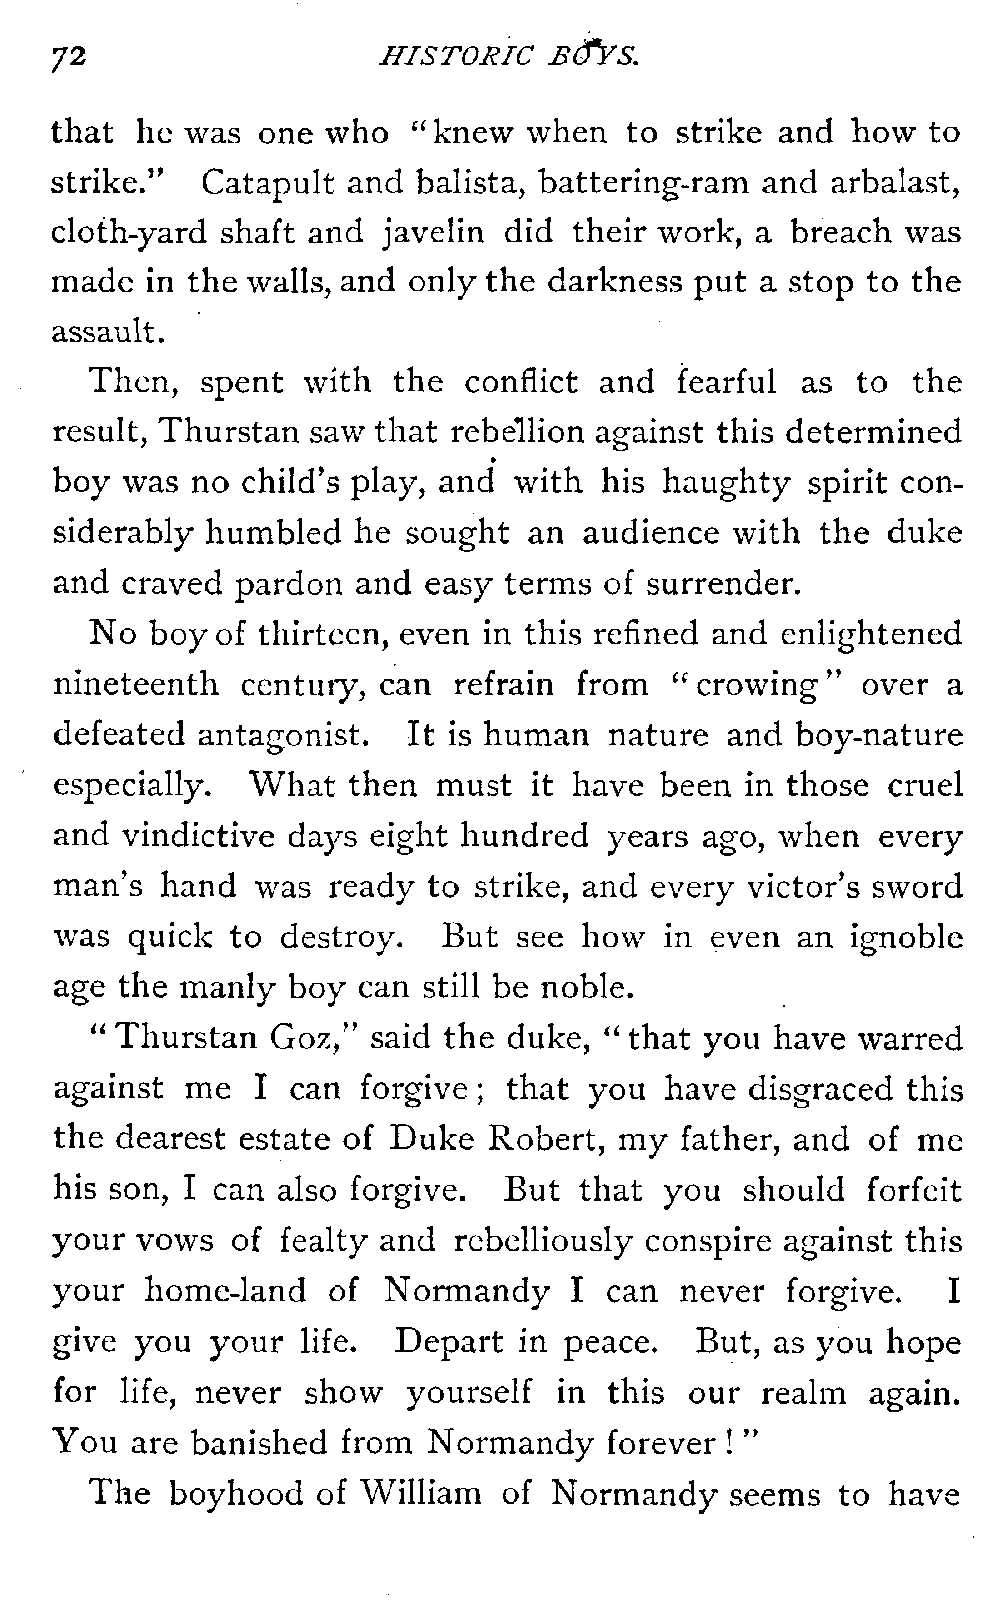 72 HISTORIC BOYS.
that he was one who “knew when to strike and how to
strike.” Catapult and balista, battering-ram and arbalast,
cloth-yard shaft and javelin did their work, a breach was
made in the walls, and only the darkness put a stop to the
assault.
Then, spent with the conflict and fearful as to the
result, Thurstan saw that rebellion against this determined
boy was no child’s play, and with his haughty spirit con-
siderably humbled he sought an audience with the duke
and craved pardon and easy terms of surrender.
No boy of thirteen, even in this refined and enlightened
nineteenth century, can refrain from “crowing” over a
defeated antagonist. It is human nature and boy-nature
especially. What then must it have been in those cruel
and vindictive days eight hundred years ago, when every
man’s hand was ready to strike, and every victor’s sword
was quick to destroy. But see how in even an ignoble
age the manly boy can still be noble.
“Thurstan Goz,” said the duke, “that you have warred
against me I can forgive; that you have disgraced this
the dearest estate of Duke Robert, my father, and of me
his son, I can also forgive. But that you should forfeit
your vows of fealty and rebelliously conspire against this
your home-land of Normandy I can never forgive. I
give you your life. Depart in peace. But, as you hope
for life, never show yourself in this our realm again.
You are banished from Normandy forever!”
The boyhood of William of Normandy seems to have